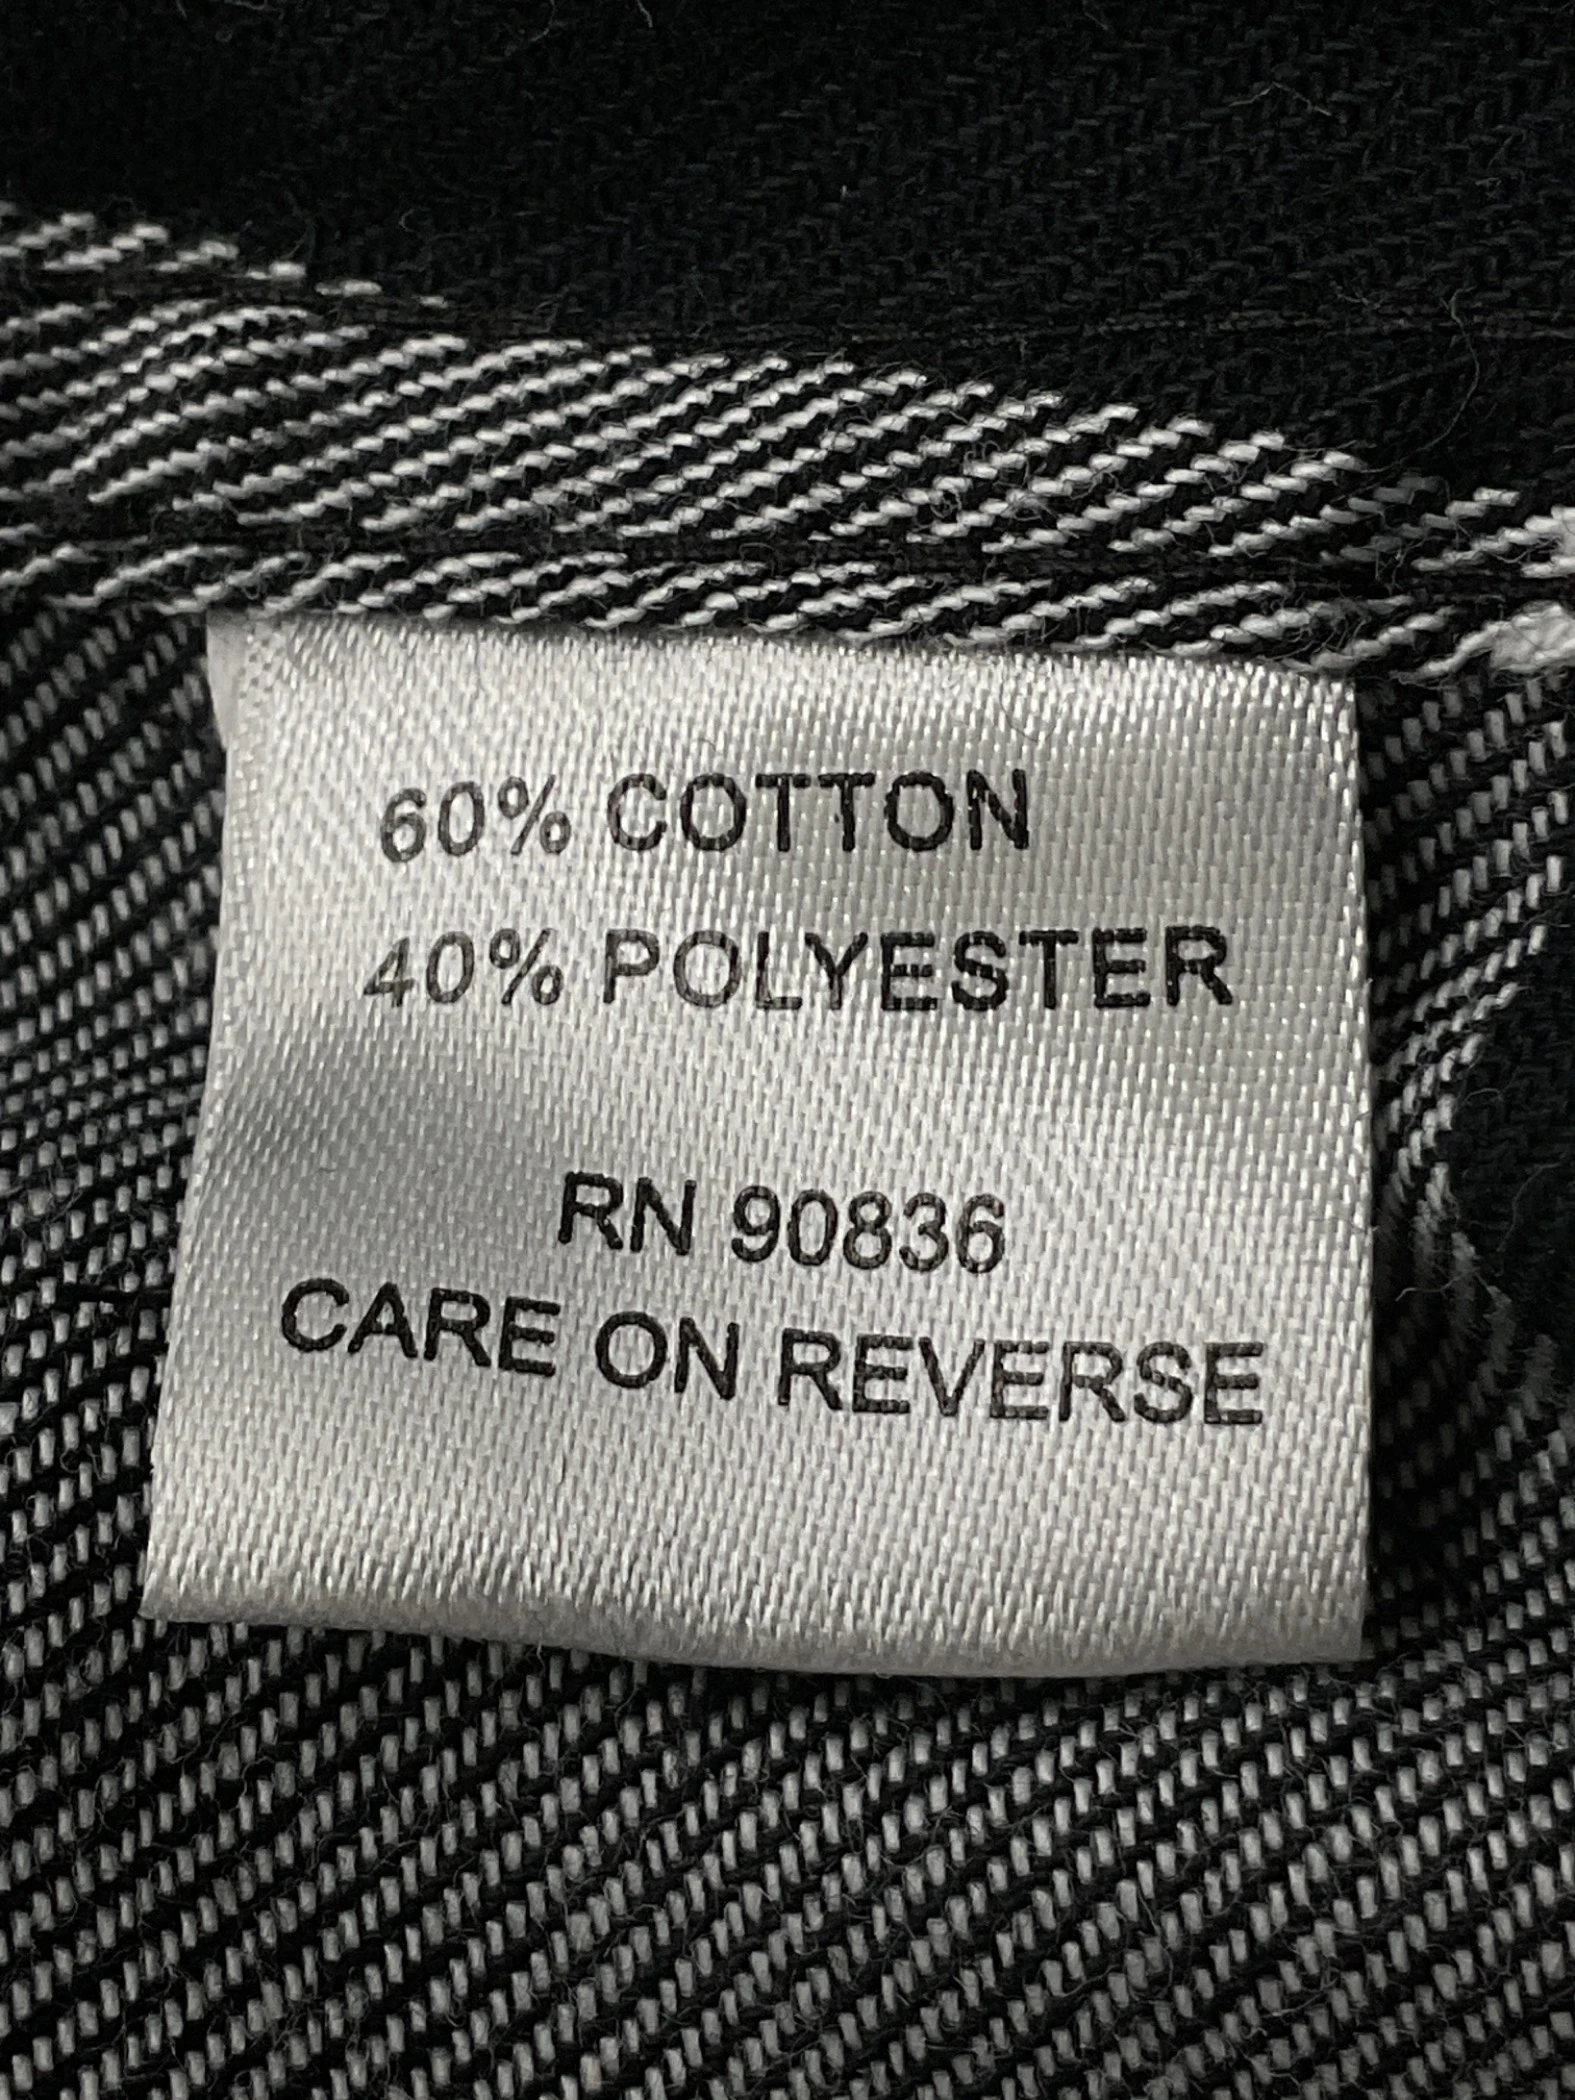 60% COTTON
40% POLYESTER
RN 90836
CARE ON REVERSE